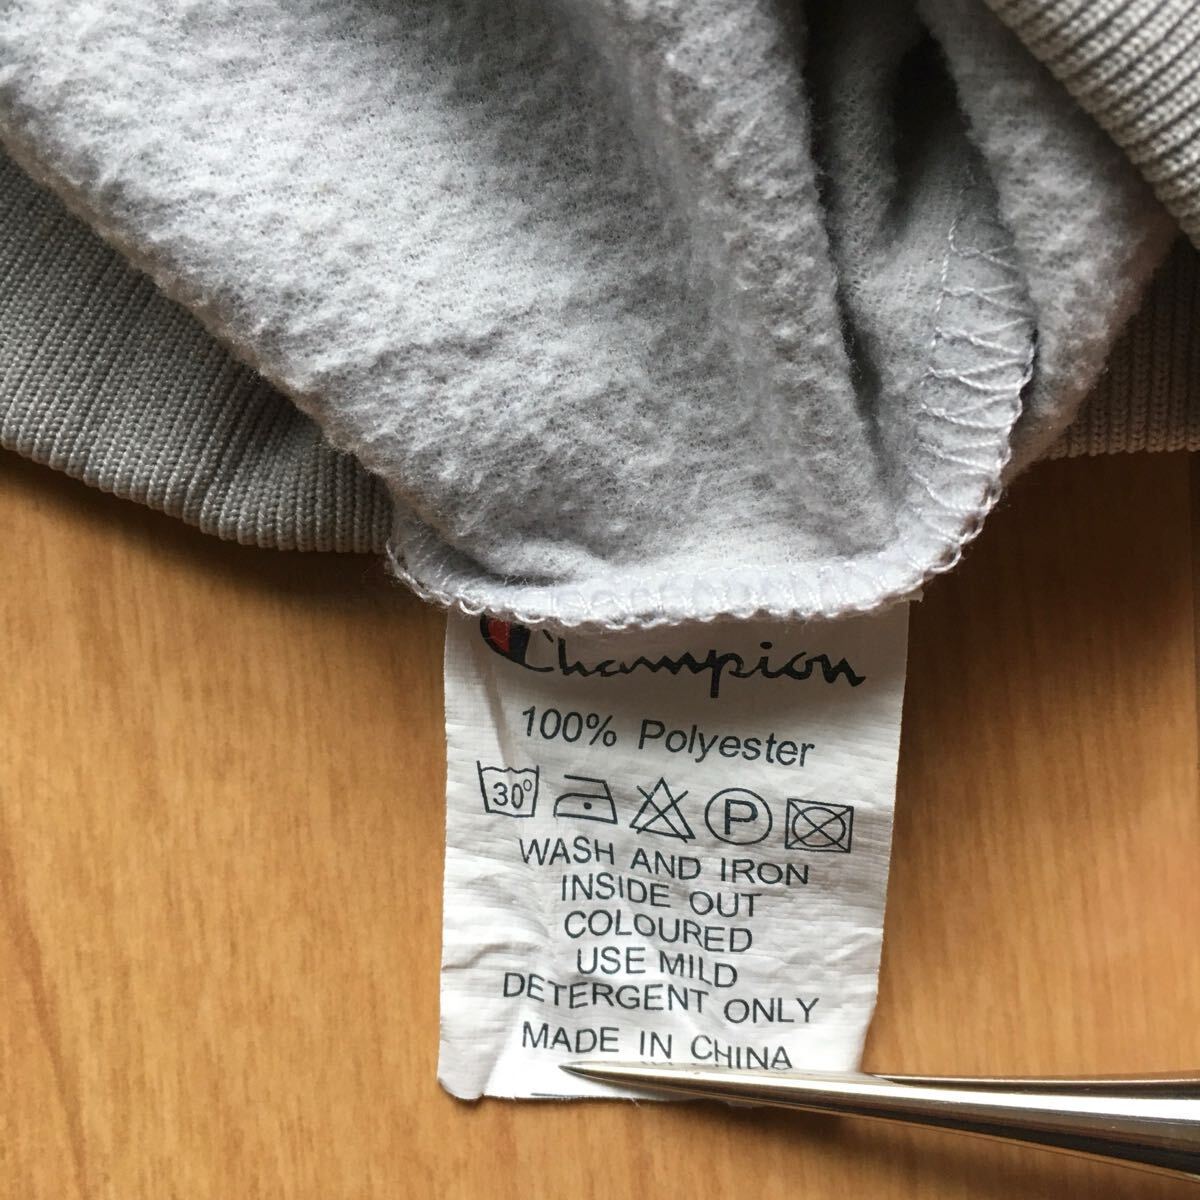 Champion
100% Polyester
30° P
WASH AND IRON
INSIDE OUT
COLOURED
USE MILD
DETERGENT ONLY
MADE IN CHINA